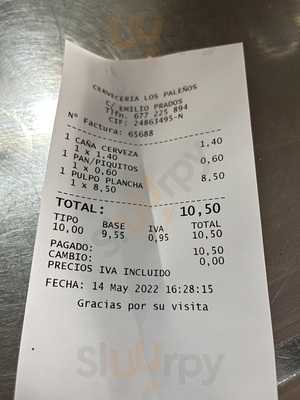 CERVECERIA LOS PALEÑOS
C/ EMILIO PRADOS
Tlfn. 677 225 894
CIF: 24863495-N
Nº Factura: 65688
1 CAÑA CERVEZA
1 x 1,40 1,40
1 PAN/PIQUITOS
1 x 0,60 0,60
1 PULPO PLANCHA
1 x 8,50 8,50
TOTAL: 10,50
TIPO BASE IVA TOTAL
10,00 9,55 0,95 10,50
PAGADO: 10,50
CAMBIO: 0,00
PRECIOS IVA INCLUIDO
FECHA: 14 May 2022 16:28:15
Gracias por su visita
Sluurpy